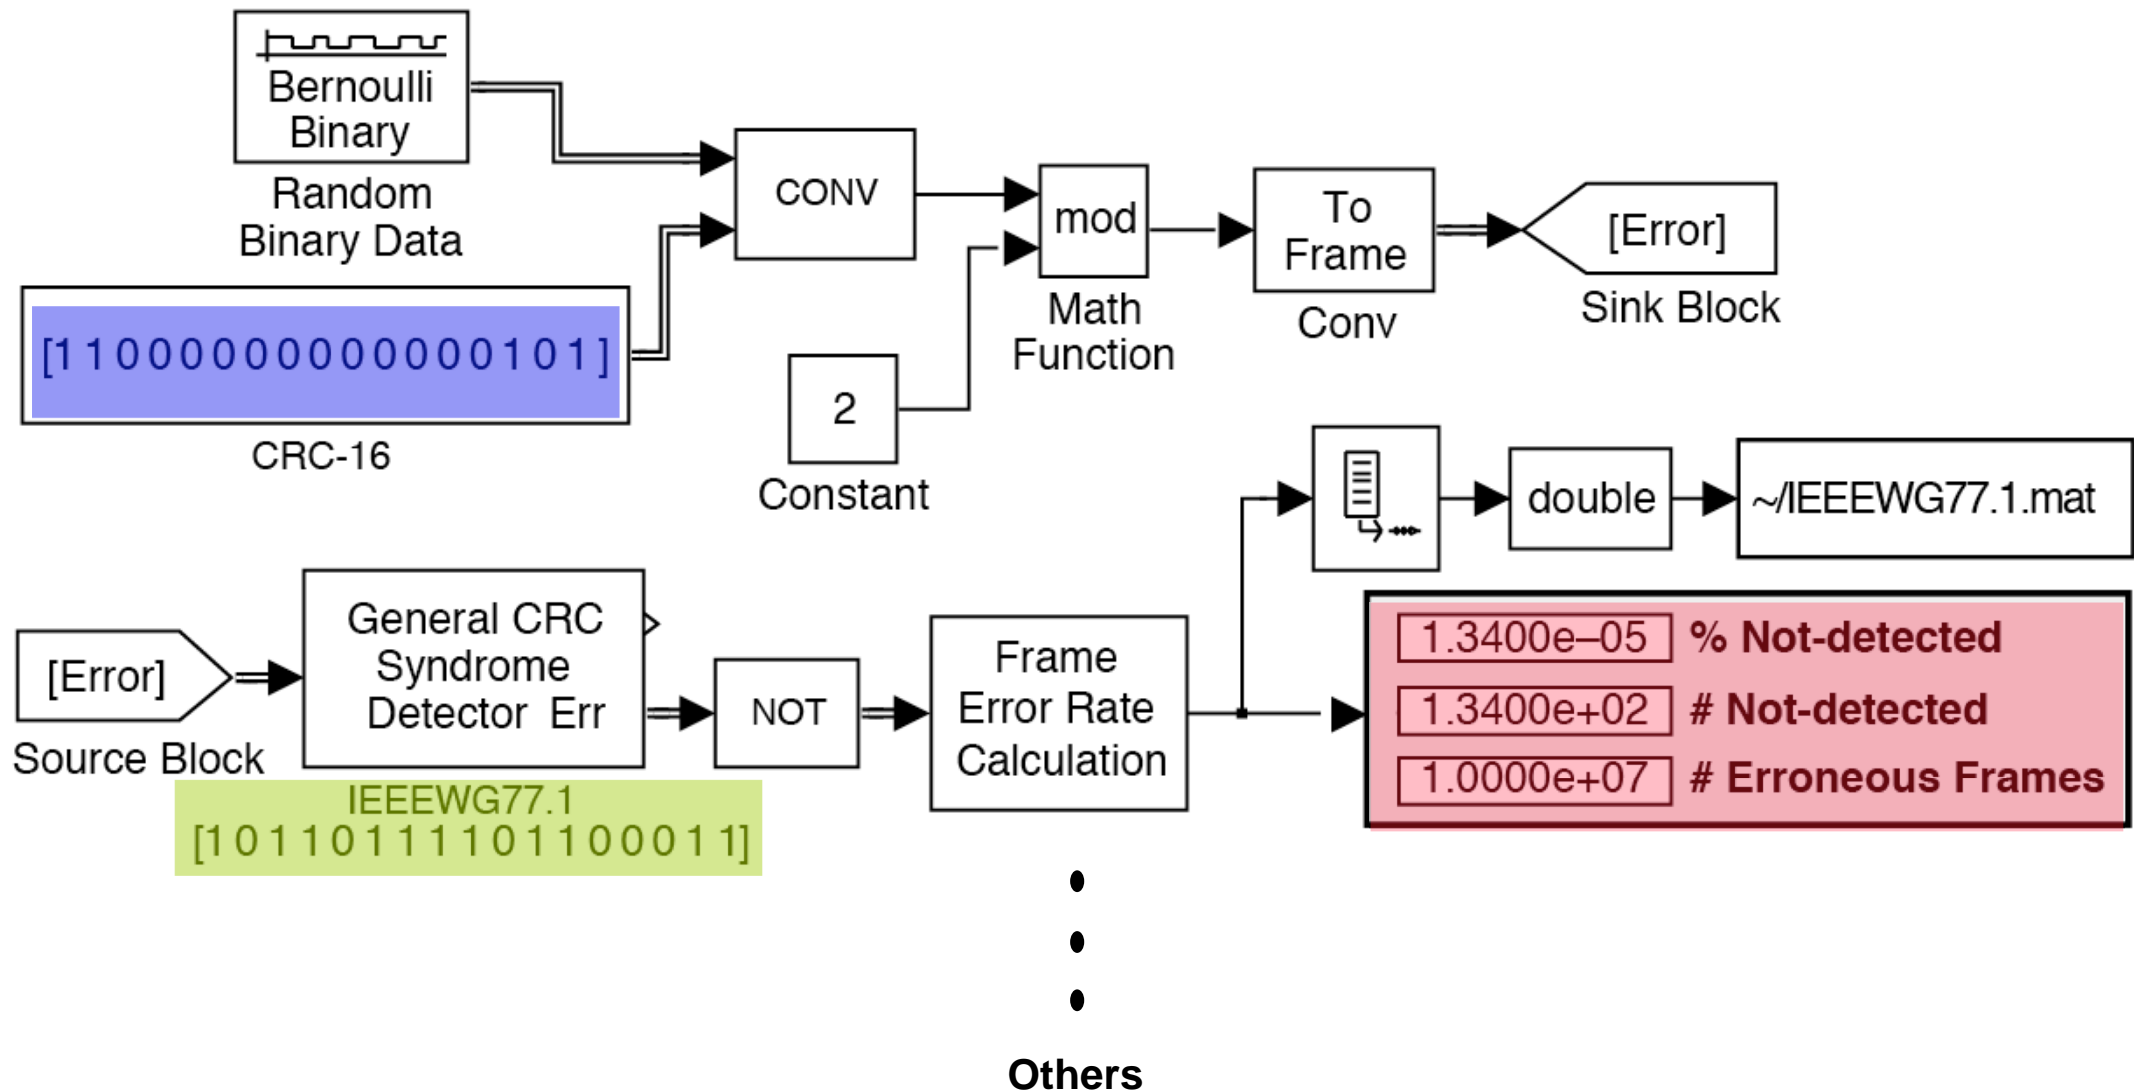 Bernoulli
Binary
Random
Binary Data
CONV
mod
Math
Function
To
Frame
Conv
[Error]
Sink Block
[1 1 0 0 0 0 0 0 0 0 0 0 0 0 1 0 1 ]
CRC-16
2
Constant
double
~/IEEEWG77.1.mat
[Error]
Source Block
General CRC
Syndrome
Detector Err
IEEEWG77.1
[1 0 1 1 0 1 1 1 1 0 1 1 0 0 0 1 1]
NOT
Frame
Error Rate
Calculation
1.3400e–05 % Not-detected
1.3400e+02 # Not-detected
1.0000e+07 # Erroneous Frames
Others